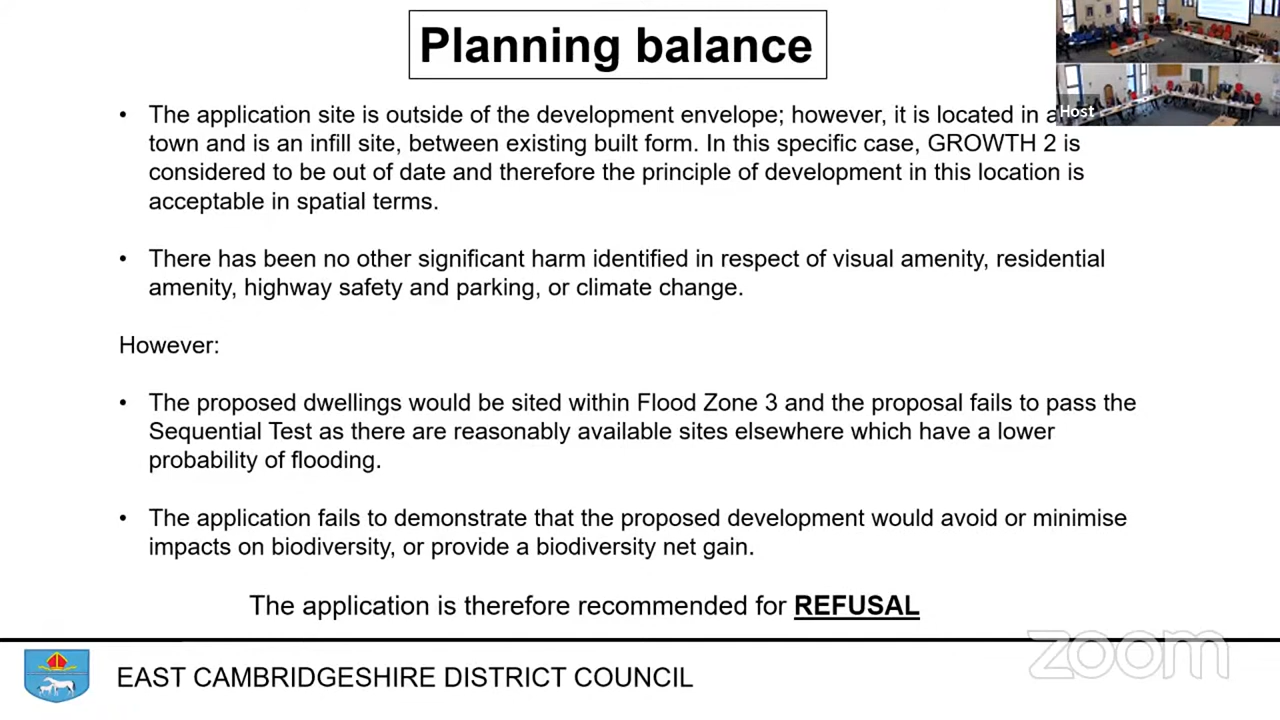 Planning balance
• The application site is outside of the development envelope; however, it is located in a
Host
town and is an infill site, between existing built form. In this specific case, GROWTH 2 is
considered to be out of date and therefore the principle of development in this location is
acceptable in spatial terms.
• There has been no other significant harm identified in respect of visual amenity, residential
amenity, highway safety and parking, or climate change.
However:
• The proposed dwellings would be sited within Flood Zone 3 and the proposal fails to pass the
Sequential Test as there are reasonably available sites elsewhere which have a lower
probability of flooding.
• The application fails to demonstrate that the proposed development would avoid or minimise
impacts on biodiversity, or provide a biodiversity net gain.
The application is therefore recommended for REFUSAL
EAST CAMBRIDGESHIRE DISTRICT COUNCIL
zoom